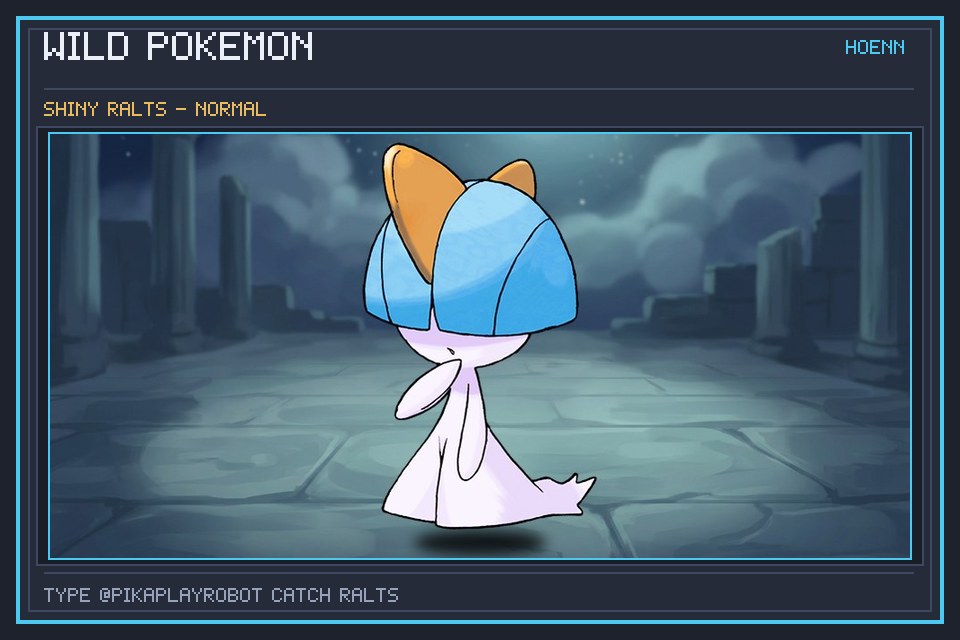 WILD POKEMON
HOENN
SHINY RALTS - NORMAL
TYPE @PIKAPLAYROBOT CATCH RALTS